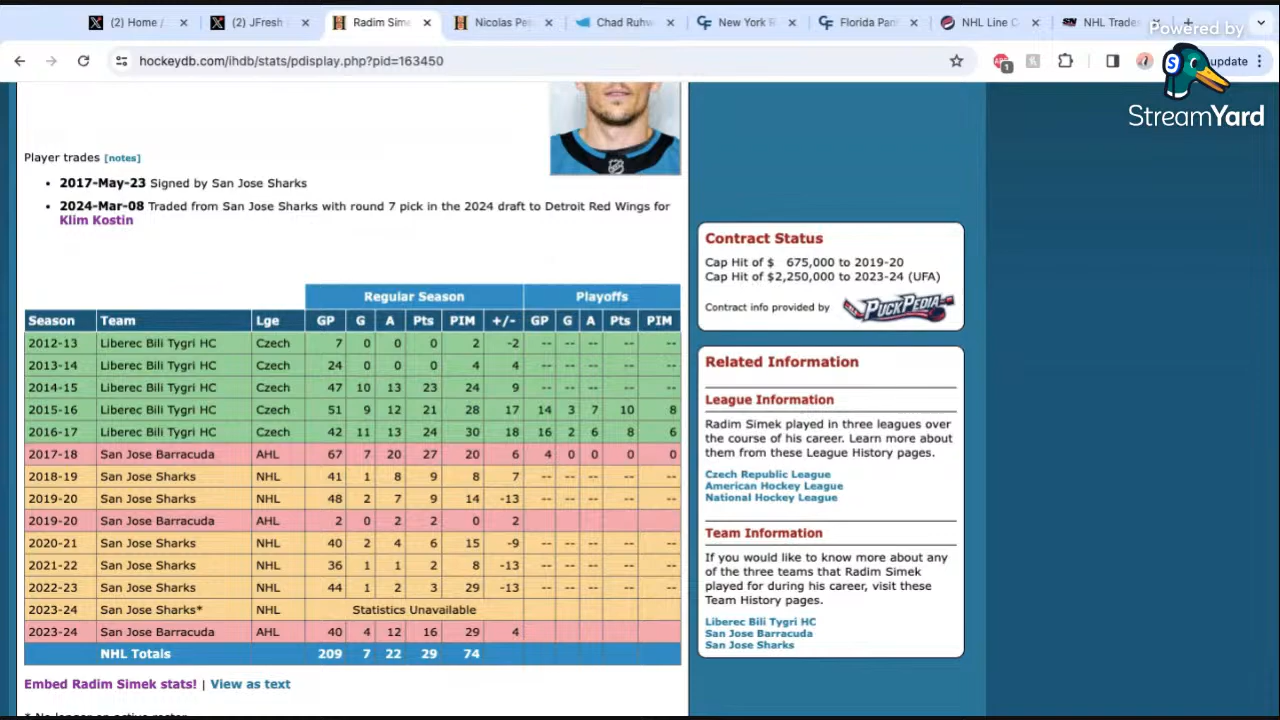 (2) Home /
(2) JFresh
Radim Sime
Nicolas Pet
Chad Ruhw
New York R
Florida Pan
NHL Line C
NHL Trades
Powered by
hockeydb.com/ihdb/stats/pdisplay.php?pid=163450
1
update
StreamYard
Player trades [notes]
• 2017-May-23 Signed by San Jose Sharks
• 2024-Mar-08 Traded from San Jose Sharks with round 7 pick in the 2024 draft to Detroit Red Wings for
Klim Kostin
Regular Season Playoffs
Season Team Lge GP G A Pts PIM +/- GP G A Pts PIM
2012-13 Liberec Bili Tygri HC Czech 7 0 0 0 2 -2 -- -- -- -- --
2013-14 Liberec Bili Tygri HC Czech 24 0 0 0 4 4 -- -- -- -- --
2014-15 Liberec Bili Tygri HC Czech 47 10 13 23 24 9 -- -- -- -- --
2015-16 Liberec Bili Tygri HC Czech 51 9 12 21 28 17 14 3 7 10 8
2016-17 Liberec Bili Tygri HC Czech 42 11 13 24 30 18 16 2 6 8 6
2017-18 San Jose Barracuda AHL 67 7 20 27 20 6 4 0 0 0 0
2018-19 San Jose Sharks NHL 41 1 8 9 8 7 -- -- -- -- --
2019-20 San Jose Sharks NHL 48 2 7 9 14 -13 -- -- -- -- --
2019-20 San Jose Barracuda AHL 2 0 2 2 0 2
2020-21 San Jose Sharks NHL 40 2 4 6 15 -9 -- -- -- -- --
2021-22 San Jose Sharks NHL 36 1 1 2 8 -13 -- -- -- -- --
2022-23 San Jose Sharks NHL 44 1 2 3 29 -13 -- -- -- -- --
2023-24 San Jose Sharks* NHL Statistics Unavailable
2023-24 San Jose Barracuda AHL 40 4 12 16 29 4
NHL Totals 209 7 22 29 74
Embed Radim Simek stats! | View as text
* No longer on active roster
Contract Status
Cap Hit of $ 675,000 to 2019-20
Cap Hit of $2,250,000 to 2023-24 (UFA)
Contract info provided by PUCKPEDIA
Related Information
League Information
Radim Simek played in three leagues over
the course of his career. Learn more about
them from these League History pages.
Czech Republic League
American Hockey League
National Hockey League
Team Information
If you would like to know more about any
of the three teams that Radim Simek
played for during his career, visit these
Team History pages.
Liberec Bili Tygri HC
San Jose Barracuda
San Jose Sharks